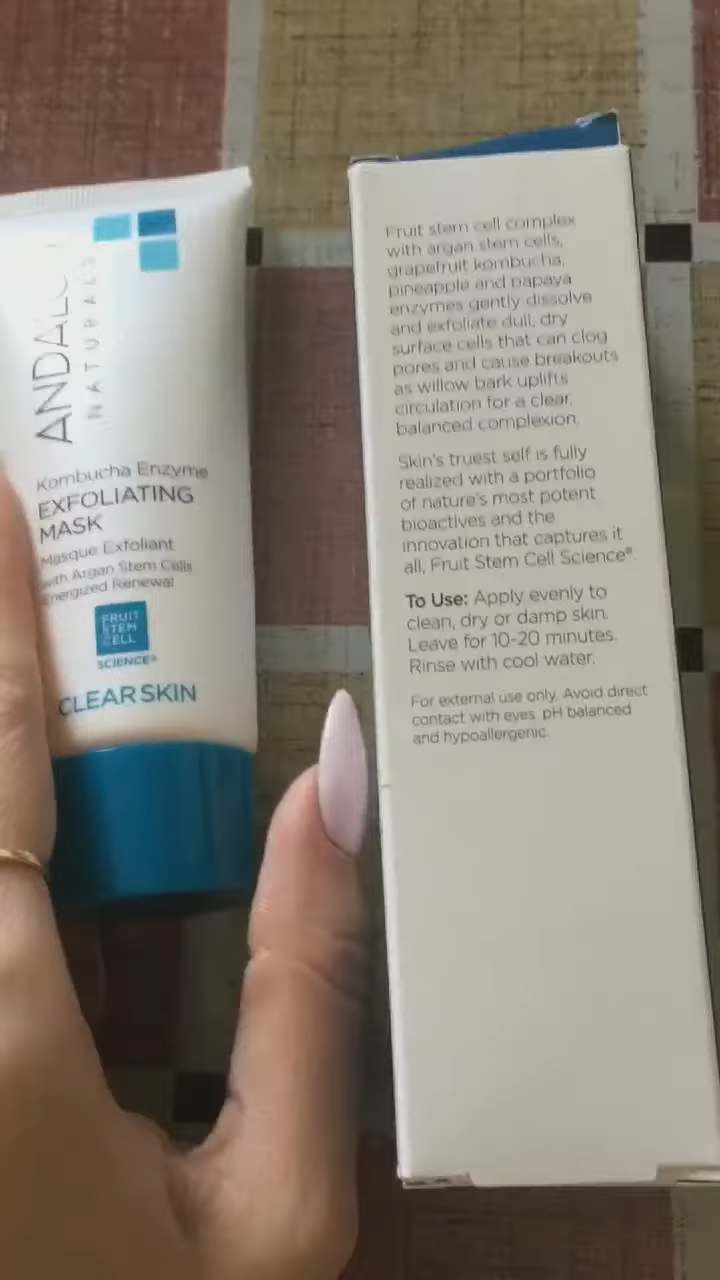 NATURALS
Kombucha Enzyme
EXFOLIATING
MASK
Masque Exfoliant
with Argan Stem Cells
Energized Renewal
FRUIT
STEM
CELL
SCIENCE®
CLEAR SKIN
Fruit stem cell complex
with argan stem cells,
grapefruit kombucha,
pineapple and papaya
enzymes gently dissolve
and exfoliate dull, dry
surface cells that can clog
pores and cause breakouts
as willow bark uplifts
circulation for a clear,
balanced complexion.
Skin's truest self is fully
realized with a portfolio
of nature's most potent
bioactives and the
innovation that captures it
all, Fruit Stem Cell Science®.
To Use: Apply evenly to
clean, dry or damp skin.
Leave for 10-20 minutes.
Rinse with cool water.
For external use only. Avoid direct
contact with eyes. pH balanced
and hypoallergenic.